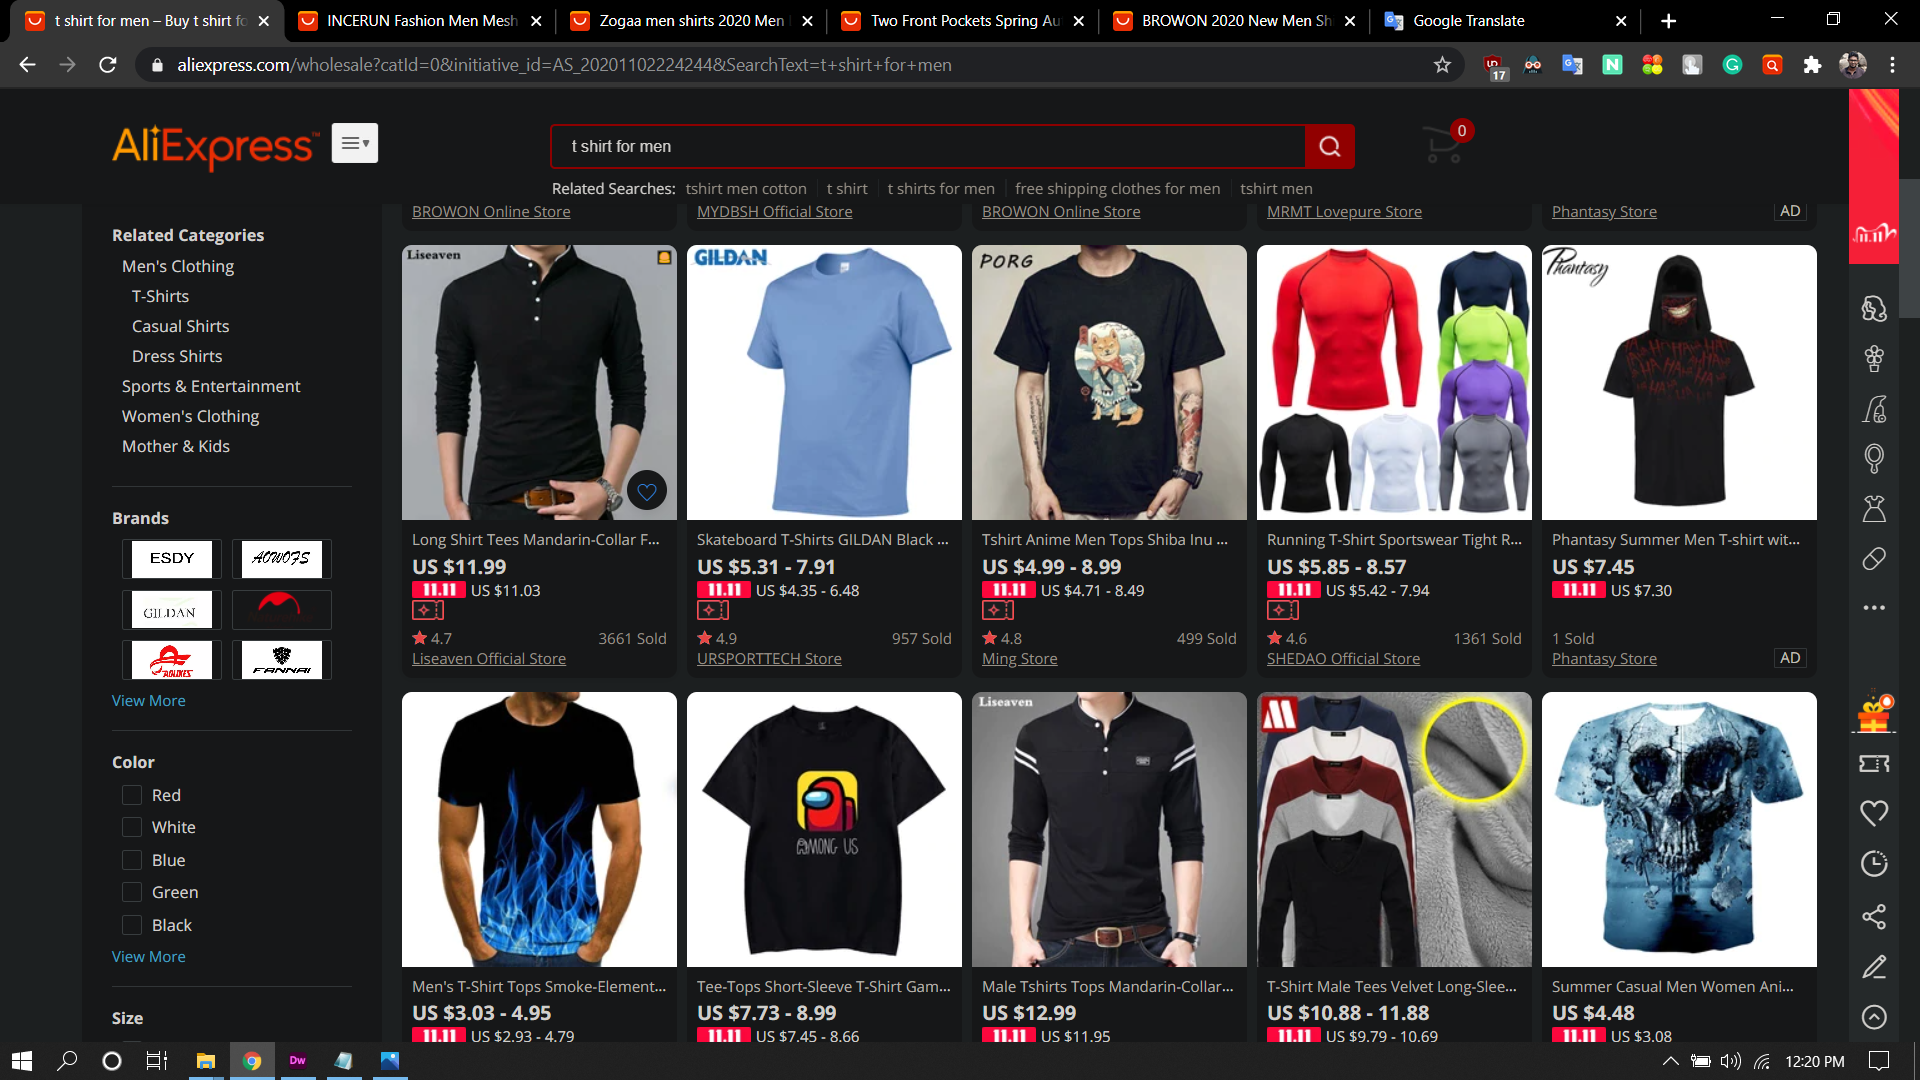 t shirt for men – Buy t shirt fo
INCERUN Fashion Men Mesh
Zogaa men shirts 2020 Men
Two Front Pockets Spring Au
BROWON 2020 New Men Sh
Google Translate
aliexpress.com/wholesale?catId=0&initiative_id=AS_20201102224244&SearchText=t+shirt+for+men
17
AliExpress™
t shirt for men
0
Related Searches: tshirt men cotton t shirt t shirts for men free shipping clothes for men tshirt men
11.11
BROWON Online Store
MYDBSH Official Store
BROWON Online Store
MRMT Lovepure Store
Phantasy Store
AD
Related Categories
Men's Clothing
T-Shirts
Casual Shirts
Dress Shirts
Sports & Entertainment
Women's Clothing
Mother & Kids
Brands
ESDY
AOWOFS
GILDAN
AOLIKES
FANNAI
View More
Color
Red
White
Blue
Green
Black
View More
Size
Liseaven
Long Shirt Tees Mandarin-Collar F...
US $11.99
11.11 US $11.03
4.7 3661 Sold
Liseaven Official Store
GILDAN
Skateboard T-Shirts GILDAN Black ...
US $5.31 - 7.91
11.11 US $4.35 - 6.48
4.9 957 Sold
URSPORTTECH Store
PORG
Tshirt Anime Men Tops Shiba Inu ...
US $4.99 - 8.99
11.11 US $4.71 - 8.49
4.8 499 Sold
Ming Store
Running T-Shirt Sportswear Tight R...
US $5.85 - 8.57
11.11 US $5.42 - 7.94
4.6 1361 Sold
SHEDAO Official Store
Phantasy
Phantasy Summer Men T-shirt wit...
US $7.45
11.11 US $7.30
1 Sold
Phantasy Store
AD
Men's T-Shirt Tops Smoke-Element...
US $3.03 - 4.95
11.11 US $2.93 - 4.79
AMONG US
Tee-Tops Short-Sleeve T-Shirt Gam...
US $7.73 - 8.99
11.11 US $7.45 - 8.66
Liseaven
Male Tshirts Tops Mandarin-Collar...
US $12.99
11.11 US $11.95
T-Shirt Male Tees Velvet Long-Slee...
US $10.88 - 11.88
11.11 US $9.79 - 10.69
Summer Casual Men Women Ani...
US $4.48
11.11 US $3.08
Dw
12:20 PM